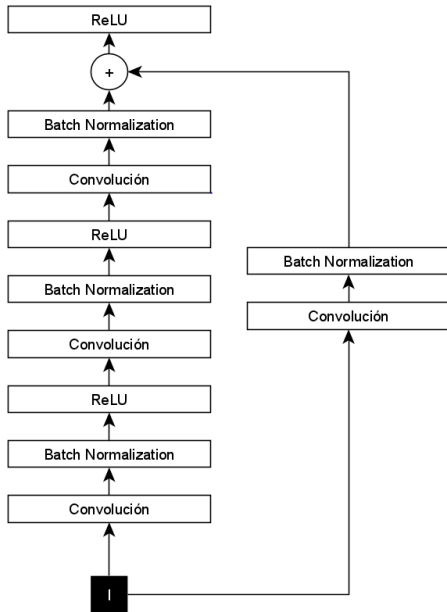 ReLU
+
Batch Normalization
Convolución
ReLU
Batch Normalization
Batch Normalization
Convolución
Convolución
ReLU
Batch Normalization
Convolución
I